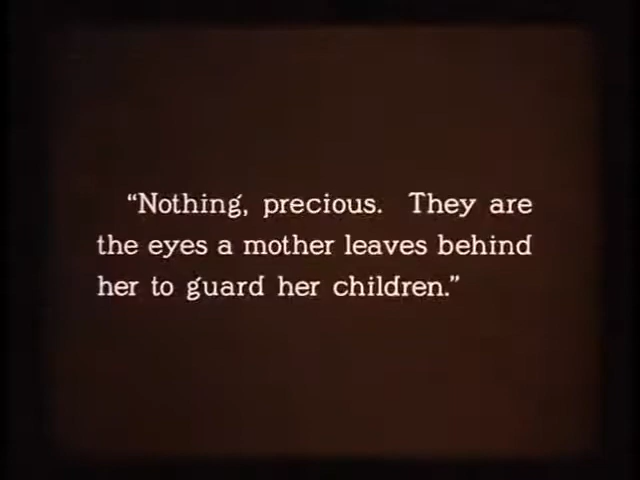 “Nothing, precious. They are
the eyes a mother leaves behind
her to guard her children.”